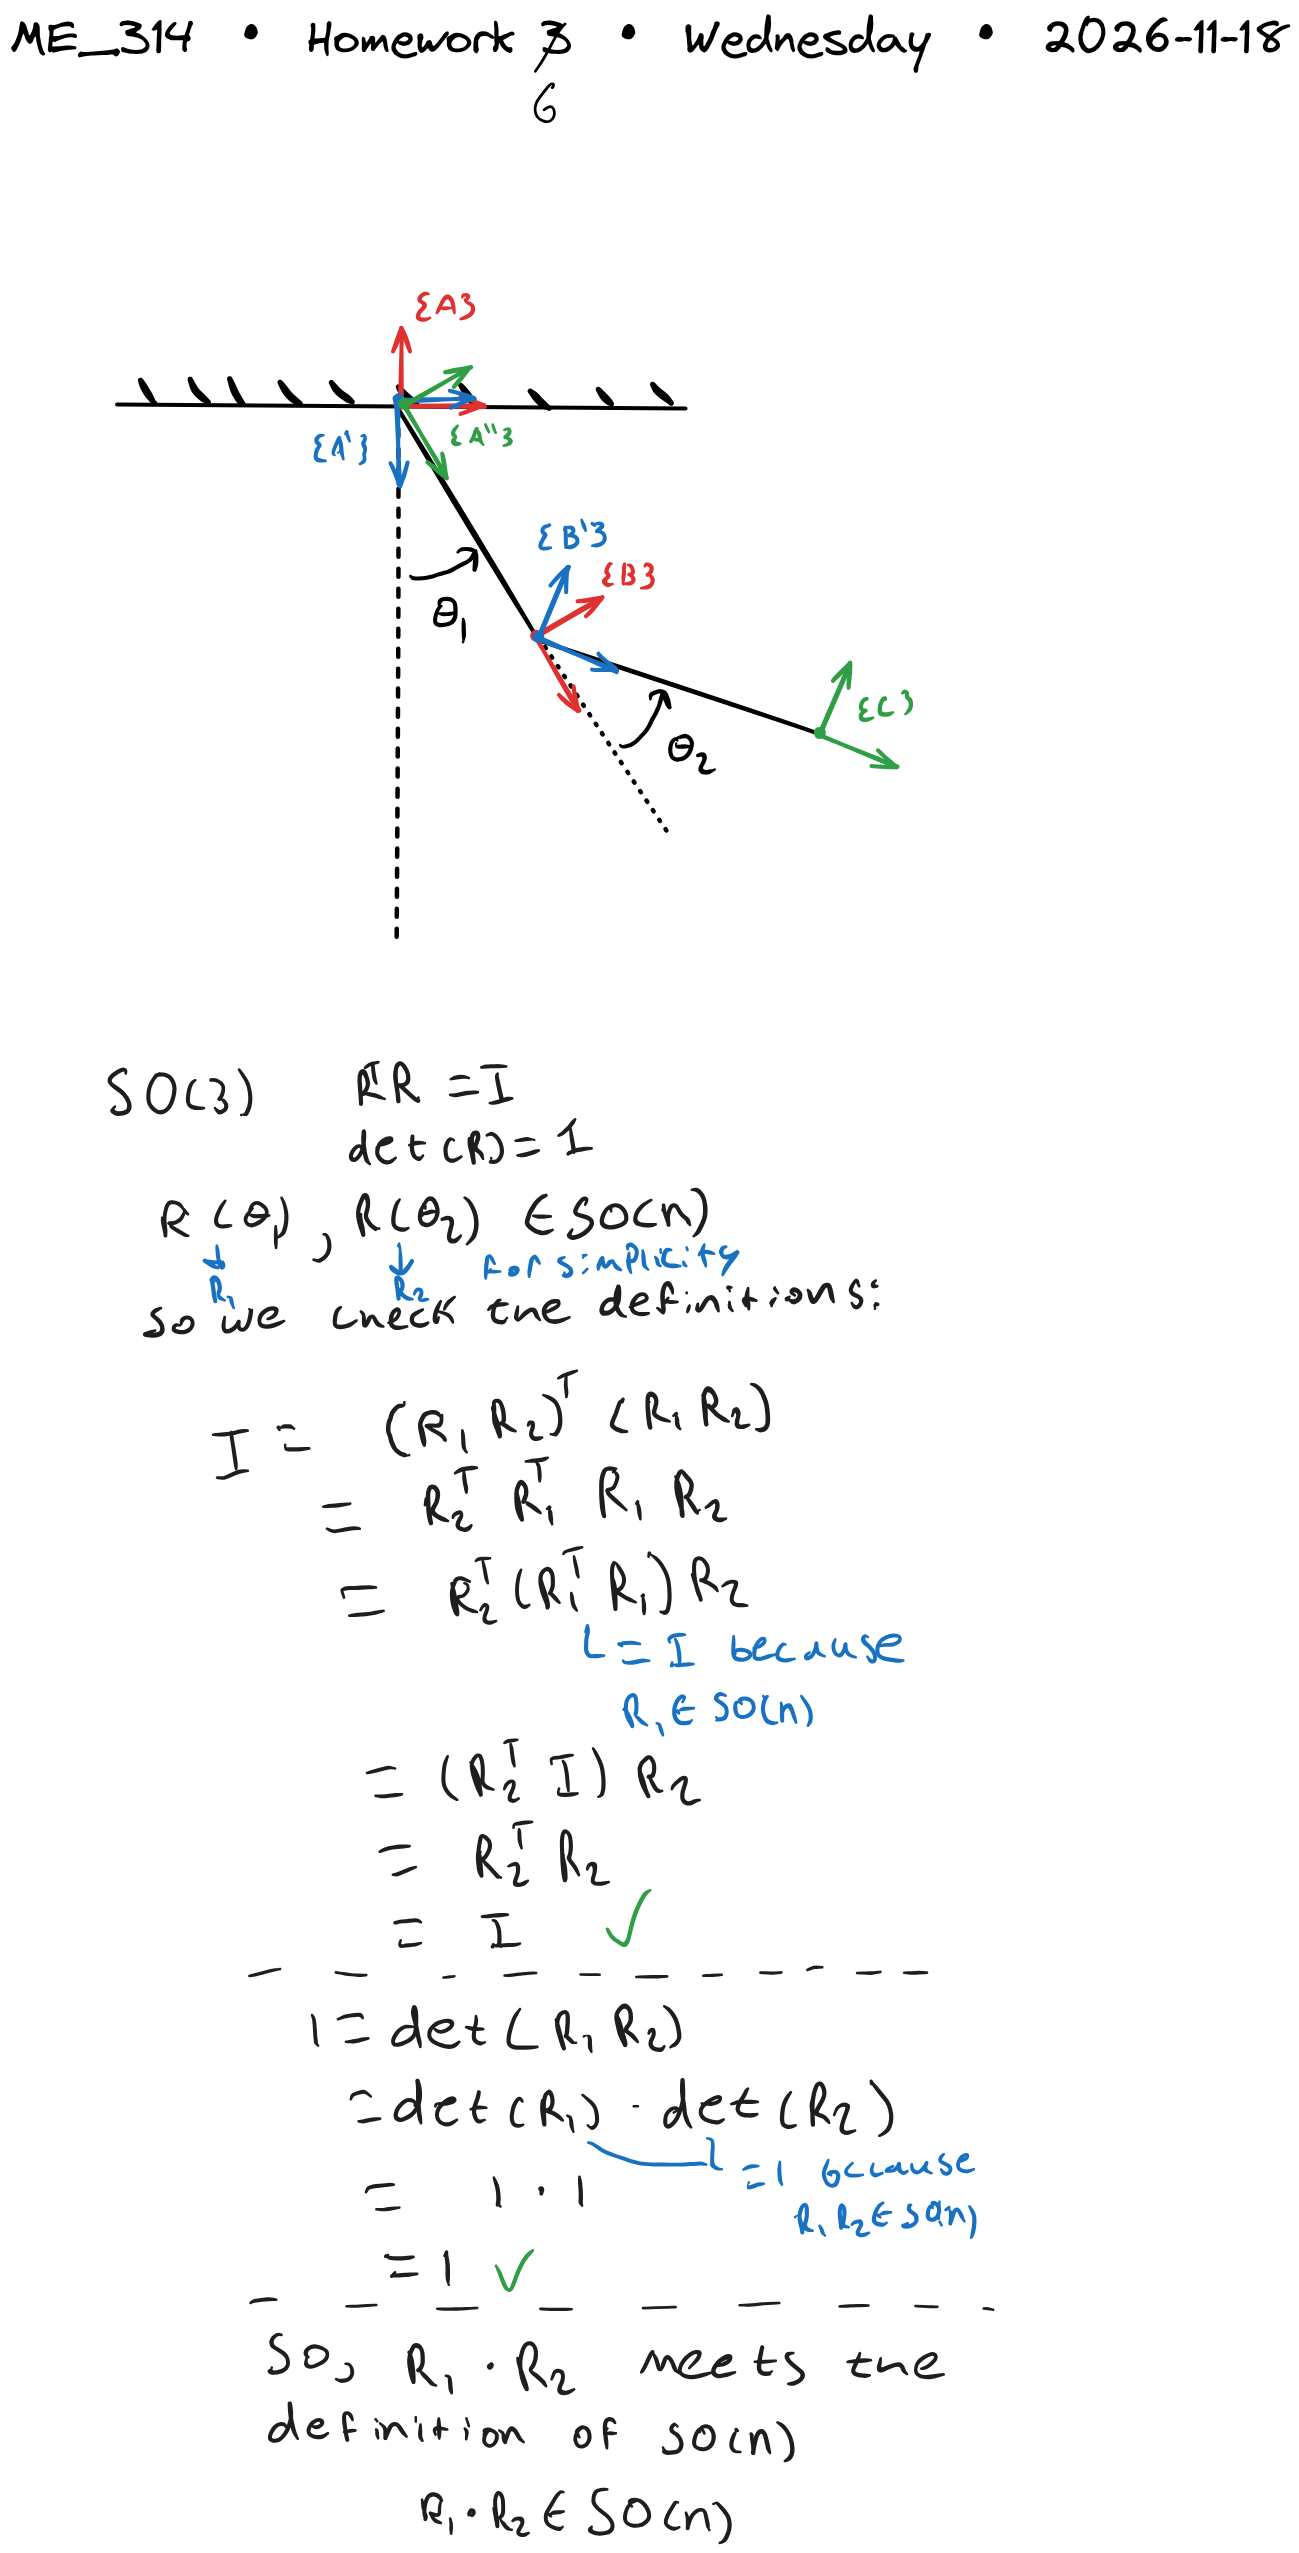 ME_314 • Homework 3 • Wednesday • 2026-11-18
6
{A}
{A'}
{A''}
{B'}
{B}
θ₁
{C}
θ₂
SO(3) RᵀR = I
det(R) = 1
R(θ₁), R(θ₂) ∈ SO(n)
↓ R₁ ↓ R₂ for simplicity
so we check the definitions:
I = (R₁ R₂)ᵀ (R₁ R₂)
= R₂ᵀ R₁ᵀ R₁ R₂
= R₂ᵀ (R₁ᵀ R₁) R₂
= I because
R₁ ∈ SO(n)
= (R₂ᵀ I) R₂
= R₂ᵀ R₂
= I ✓
1 = det(R₁ R₂)
= det(R₁) · det(R₂)
= 1 because
= 1 · 1
R₁ R₂ ∈ SO(n)
= 1 ✓
So, R₁ · R₂ meets the
definition of SO(n)
R₁ · R₂ ∈ SO(n)